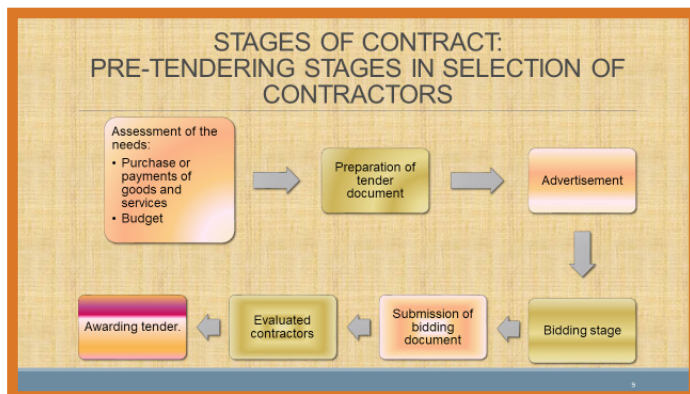 STAGES OF CONTRACT:
PRE-TENDERING STAGES IN SELECTION OF
CONTRACTORS
Assessment of the
needs:
• Purchase or
payments of
goods and
services
• Budget
Preparation of
tender
document
Advertisement
Bidding stage
Submission of
bidding
document
Evaluated
contractors
Awarding tender.
9